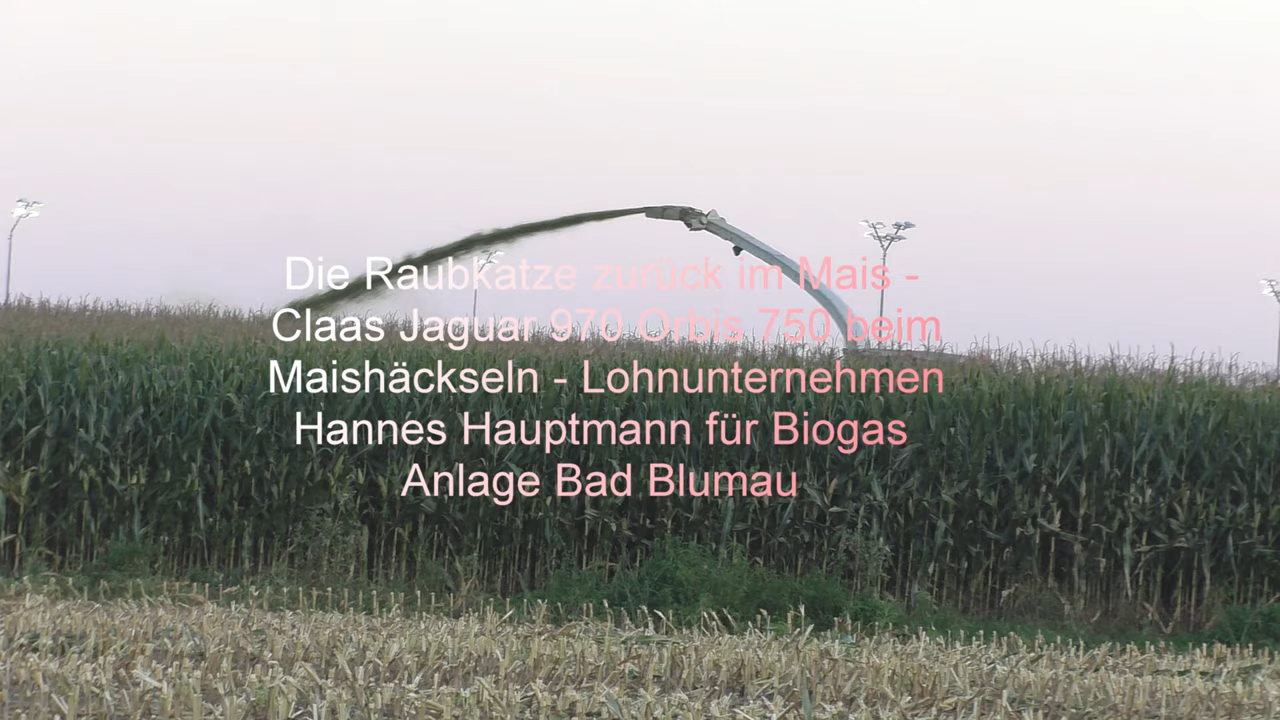 Die Raubkatze zurück im Mais -
Claas Jaguar 970 Orbis 750 beim
Maishäckseln - Lohnunternehmen
Hannes Hauptmann für Biogas
Anlage Bad Blumau